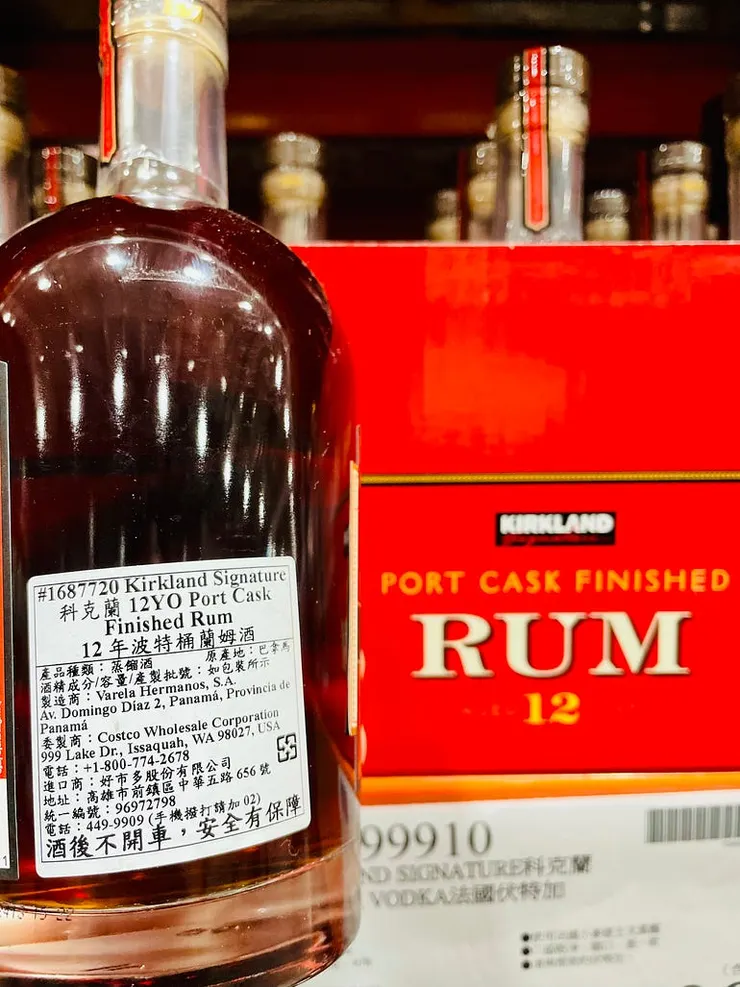 #1687720 Kirkland Signature
科克蘭 12YO Port Cask
Finished Rum
12 年波特桶蘭姆酒
產品種類：蒸餾酒 原產地：巴拿馬
酒精成分/容量/產製批號：如包裝所示
製造商：Varela Hermanos, S.A.
Av. Domingo Díaz 2, Panamá, Provincia de
Panamá
委製商：Costco Wholesale Corporation
999 Lake Dr., Issaquah, WA 98027, USA
電話：+1-800-774-2678
進口商：好市多股份有限公司
地址：高雄市前鎮區中華五路 656 號
統一編號：96972798
電話：449-9909 (手機撥打請加 02)
酒後不開車，安全有保障
KIRKLAND
PORT CASK FINISHED
RUM
12
99910
ND SIGNATURE科克蘭
VODKA法國伏特加